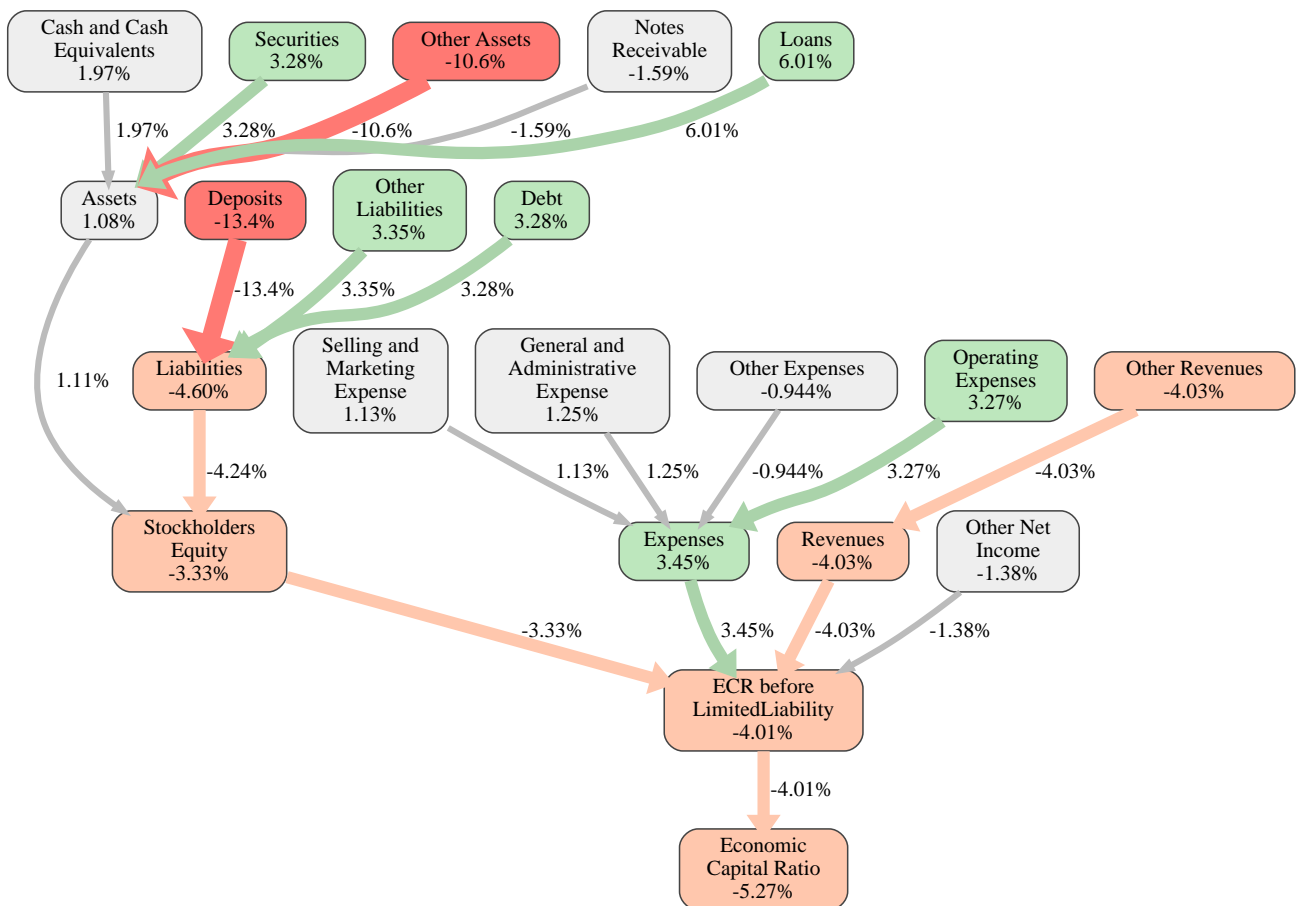 Cash and Cash
Equivalents
1.97%
Securities
3.28%
Other Assets
-10.6%
Notes
Receivable
-1.59%
Loans
6.01%
1.97%
3.28%
-10.6%
-1.59%
6.01%
Assets
1.08%
Deposits
-13.4%
Other
Liabilities
3.35%
Debt
3.28%
-13.4%
3.35%
3.28%
1.11%
Liabilities
-4.60%
Selling and
Marketing
Expense
1.13%
General and
Administrative
Expense
1.25%
Other Expenses
-0.944%
Operating
Expenses
3.27%
Other Revenues
-4.03%
-4.24%
1.13%
1.25%
-0.944%
3.27%
-4.03%
Stockholders
Equity
-3.33%
Expenses
3.45%
Revenues
-4.03%
Other Net
Income
-1.38%
-3.33%
3.45%
-4.03%
-1.38%
ECR before
LimitedLiability
-4.01%
-4.01%
Economic
Capital Ratio
-5.27%